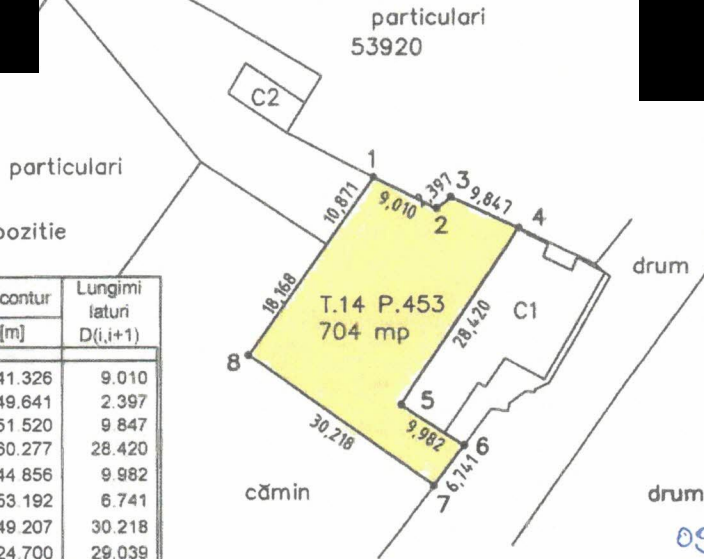 particulari
53920
C2
particulari
pozitie
1
2,397
3
10,871
9,010
2
9,847
4
drum
contur
Lungimi
laturi
[m]
D(i,i+1)
18,168
T.14 P.453
704 mp
28,420
C1
8
41.326 9.010
49.641 2.397
51.520 9.847
60.277 28.420
44.856 9.982
53.192 6.741
49.207 30.218
24.700 29.039
5
9,982
6
30,218
6,741
7
cămin
drum